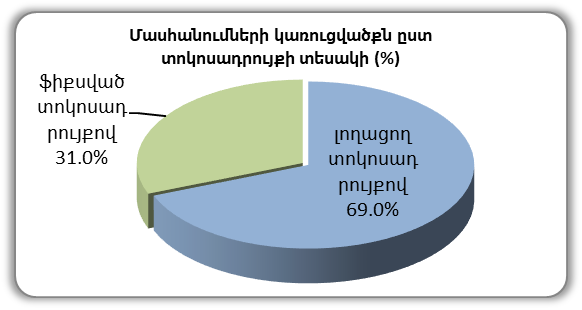 Մասհանումների կառուցվածքն ըստ
տոկոսադրույքի տեսակի (%)
ֆիքսված
տոկոսադ
րույքով
31.0%
լողացող
տոկոսադ
րույքով
69.0%